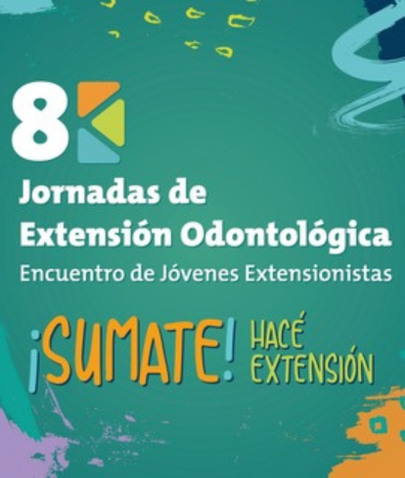 8
Jornadas de
Extensión Odontológica
Encuentro de Jóvenes Extensionistas
¡SUMATE! HACÉ
EXTENSIÓN